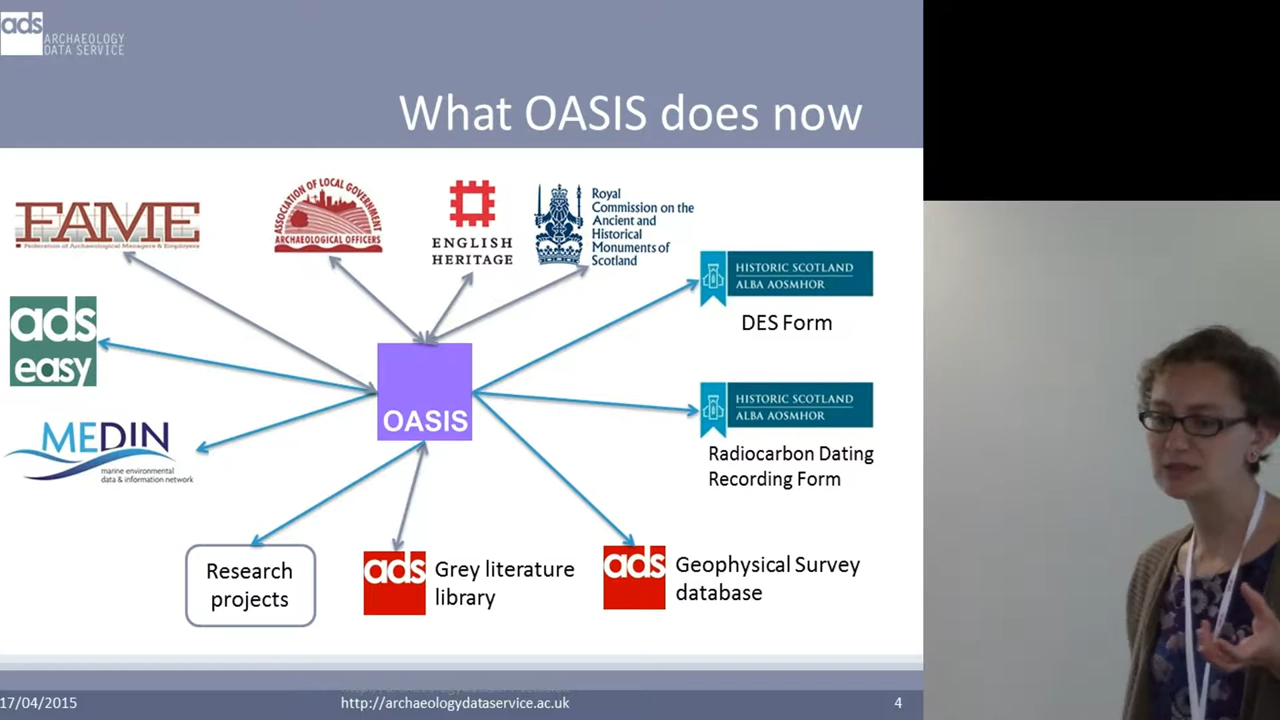 ads
ARCHAEOLOGY
DATA SERVICE
What OASIS does now
FAME
Federation of Archaeological Managers & Employers
ASSOCIATION OF LOCAL GOVERNMENT
ARCHAEOLOGICAL OFFICERS
ENGLISH
HERITAGE
Royal
Commission on the
Ancient and
Historical
Monuments of
Scotland
HISTORIC SCOTLAND
ALBA AOSMHOR
DES Form
ads
easy
OASIS
HISTORIC SCOTLAND
ALBA AOSMHOR
Radiocarbon Dating
Recording Form
MEDIN
marine environmental
data & information network
Research
projects
ads
Grey literature
library
ads
Geophysical Survey
database
17/04/2015
http://archaeologydataservice.ac.uk
4